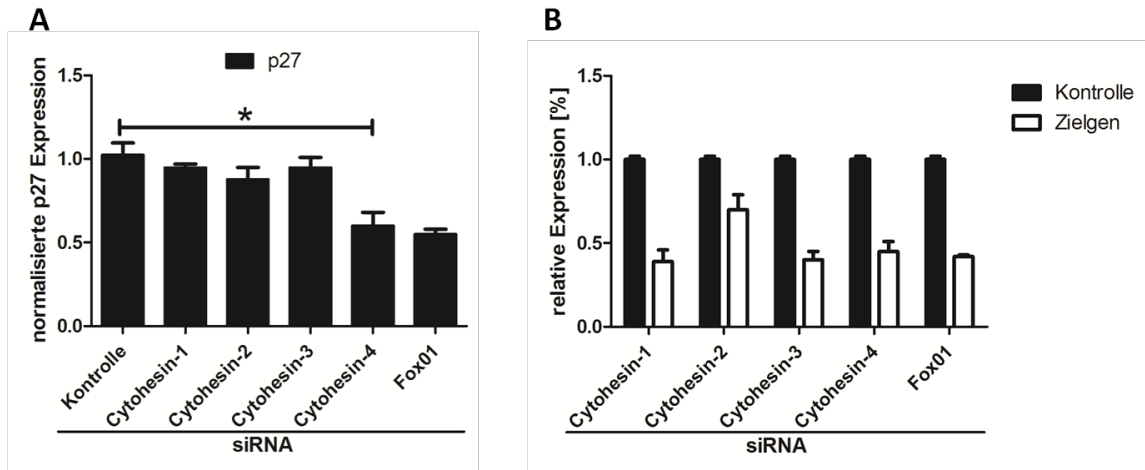 A
p27
normalisierte p27 Expression
1.5
1.0
0.5
0.0
*
Kontrolle
Cytohesin-1
Cytohesin-2
Cytohesin-3
Cytohesin-4
Fox01
siRNA
B
Kontrolle
Zielgen
relative Expression [%]
1.5
1.0
0.5
0.0
Cytohesin-1
Cytohesin-2
Cytohesin-3
Cytohesin-4
Fox01
siRNA